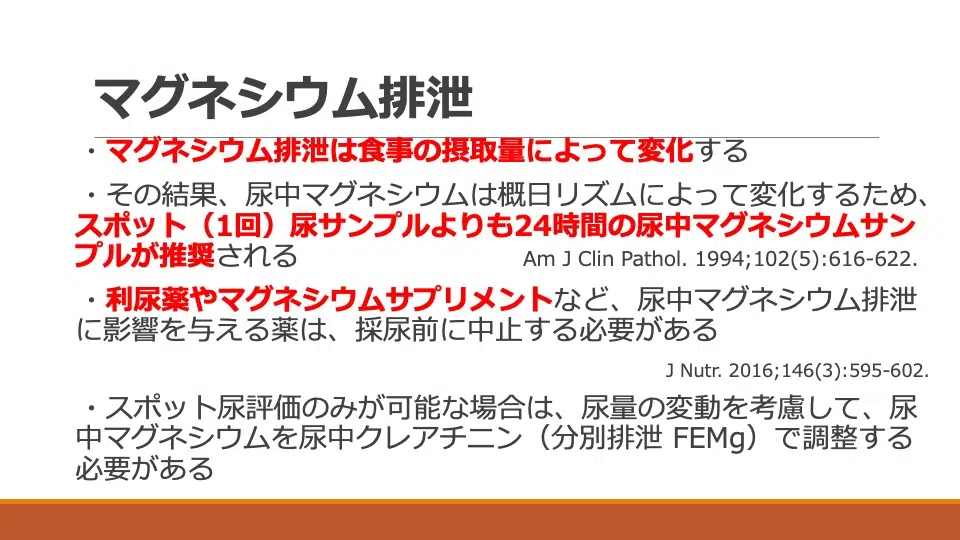 マグネシウム排泄
・マグネシウム排泄は食事の摂取量によって変化する
・その結果、尿中マグネシウムは概日リズムによって変化するため、
スポット（1回）尿サンプルよりも24時間の尿中マグネシウムサン
プルが推奨される
Am J Clin Pathol. 1994;102(5):616-622.
・利尿薬やマグネシウムサプリメントなど、尿中マグネシウム排泄
に影響を与える薬は、採尿前に中止する必要がある
J Nutr. 2016;146(3):595-602.
・スポット尿評価のみが可能な場合は、尿量の変動を考慮して、尿
中マグネシウムを尿中クレアチニン（分別排泄 FEMg）で調整する
必要がある